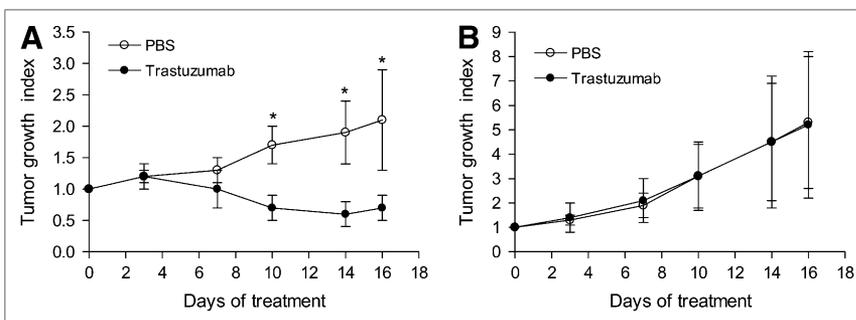 A
PBS
Trastuzumab
*
*
*
Tumor growth index
3.5
3.0
2.5
2.0
1.5
1.0
0.5
0.0
0 2 4 6 8 10 12 14 16 18
Days of treatment
B
PBS
Trastuzumab
Tumor growth index
9
8
7
6
5
4
3
2
1
0
0 2 4 6 8 10 12 14 16 18
Days of treatment